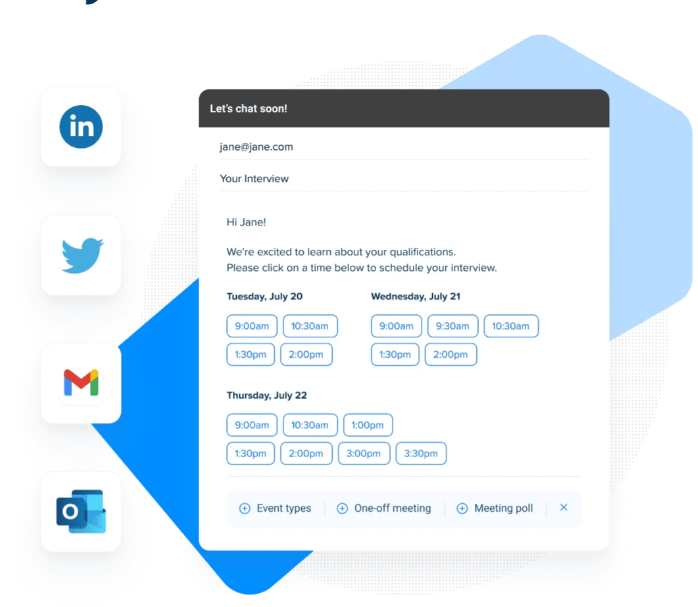 in
Let's chat soon!
jane@jane.com
Your Interview
Hi Jane!
We're excited to learn about your qualifications.
Please click on a time below to schedule your interview.
Tuesday, July 20
9:00am 10:30am
1:30pm 2:00pm
Wednesday, July 21
9:00am 9:30am 10:30am
1:30pm 2:00pm
Thursday, July 22
9:00am 10:30am 1:00pm
1:30pm 2:00pm 3:00pm 3:30pm
Event types One-off meeting Meeting poll
O